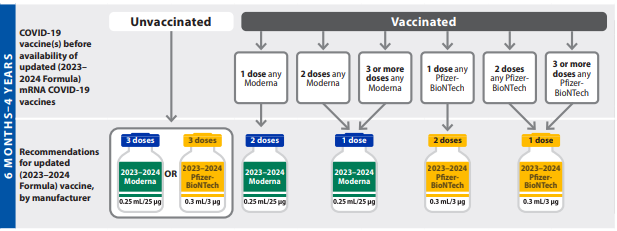 6 MONTHS–4 YEARS
COVID-19
vaccine(s) before
availability of
updated (2023–
2024 Formula)
mRNA COVID-19
vaccines
Unvaccinated
Vaccinated
1 dose any
Moderna
2 doses any
Moderna
3 or more
doses any
Moderna
1 dose any
Pfizer-
BioNTech
2 doses
any Pfizer-
BioNTech
3 or more
doses any
Pfizer-
BioNTech
Recommendations
for updated
(2023–2024
Formula) vaccine,
by manufacturer
3 doses
2023–2024
Moderna
0.25 mL/25 µg
OR
3 doses
2023–2024
Pfizer-
BioNTech
0.3 mL/3 µg
2 doses
2023–2024
Moderna
0.25 mL/25 µg
1 dose
2023–2024
Moderna
0.25 mL/25 µg
2 doses
2023–2024
Pfizer-
BioNTech
0.3 mL/3 µg
1 dose
2023–2024
Pfizer-
BioNTech
0.3 mL/3 µg